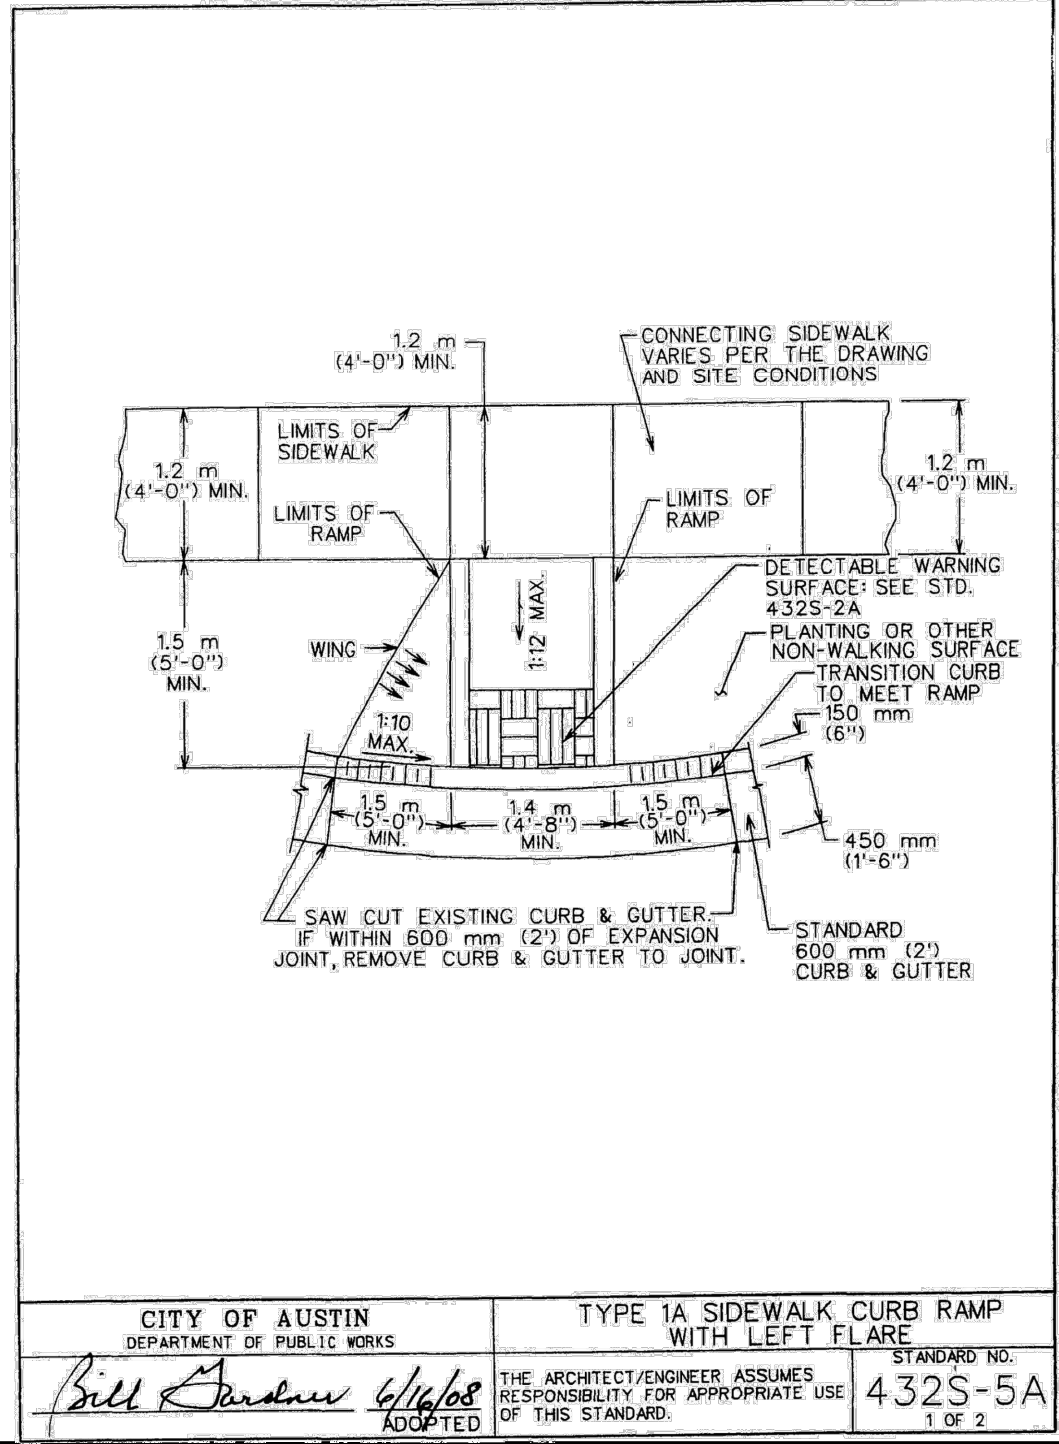 1.2 m
(4'-0") MIN.
CONNECTING SIDEWALK
VARIES PER THE DRAWING
AND SITE CONDITIONS
LIMITS OF
SIDEWALK
1.2 m
(4'-0") MIN.
1.2 m
(4'-0") MIN.
LIMITS OF
RAMP
LIMITS OF
RAMP
DETECTABLE WARNING
SURFACE: SEE STD.
432S-2A
1:12 MAX.
PLANTING OR OTHER
NON-WALKING SURFACE
1.5 m
(5'-0")
MIN.
WING
TRANSITION CURB
TO MEET RAMP
150 mm
(6")
1:10
MAX.
1.5 m
(5'-0")
MIN.
1.4 m
(4'-8")
MIN.
1.5 m
(5'-0")
MIN.
450 mm
(1'-6")
SAW CUT EXISTING CURB & GUTTER.
IF WITHIN 600 mm (2') OF EXPANSION
JOINT, REMOVE CURB & GUTTER TO JOINT.
STANDARD
600 mm (2')
CURB & GUTTER
CITY OF AUSTIN
DEPARTMENT OF PUBLIC WORKS
TYPE 1A SIDEWALK CURB RAMP
WITH LEFT FLARE
Bill Gardner 6/16/08
ADOPTED
THE ARCHITECT/ENGINEER ASSUMES
RESPONSIBILITY FOR APPROPRIATE USE
OF THIS STANDARD.
STANDARD NO.
432S-5A
1 OF 2